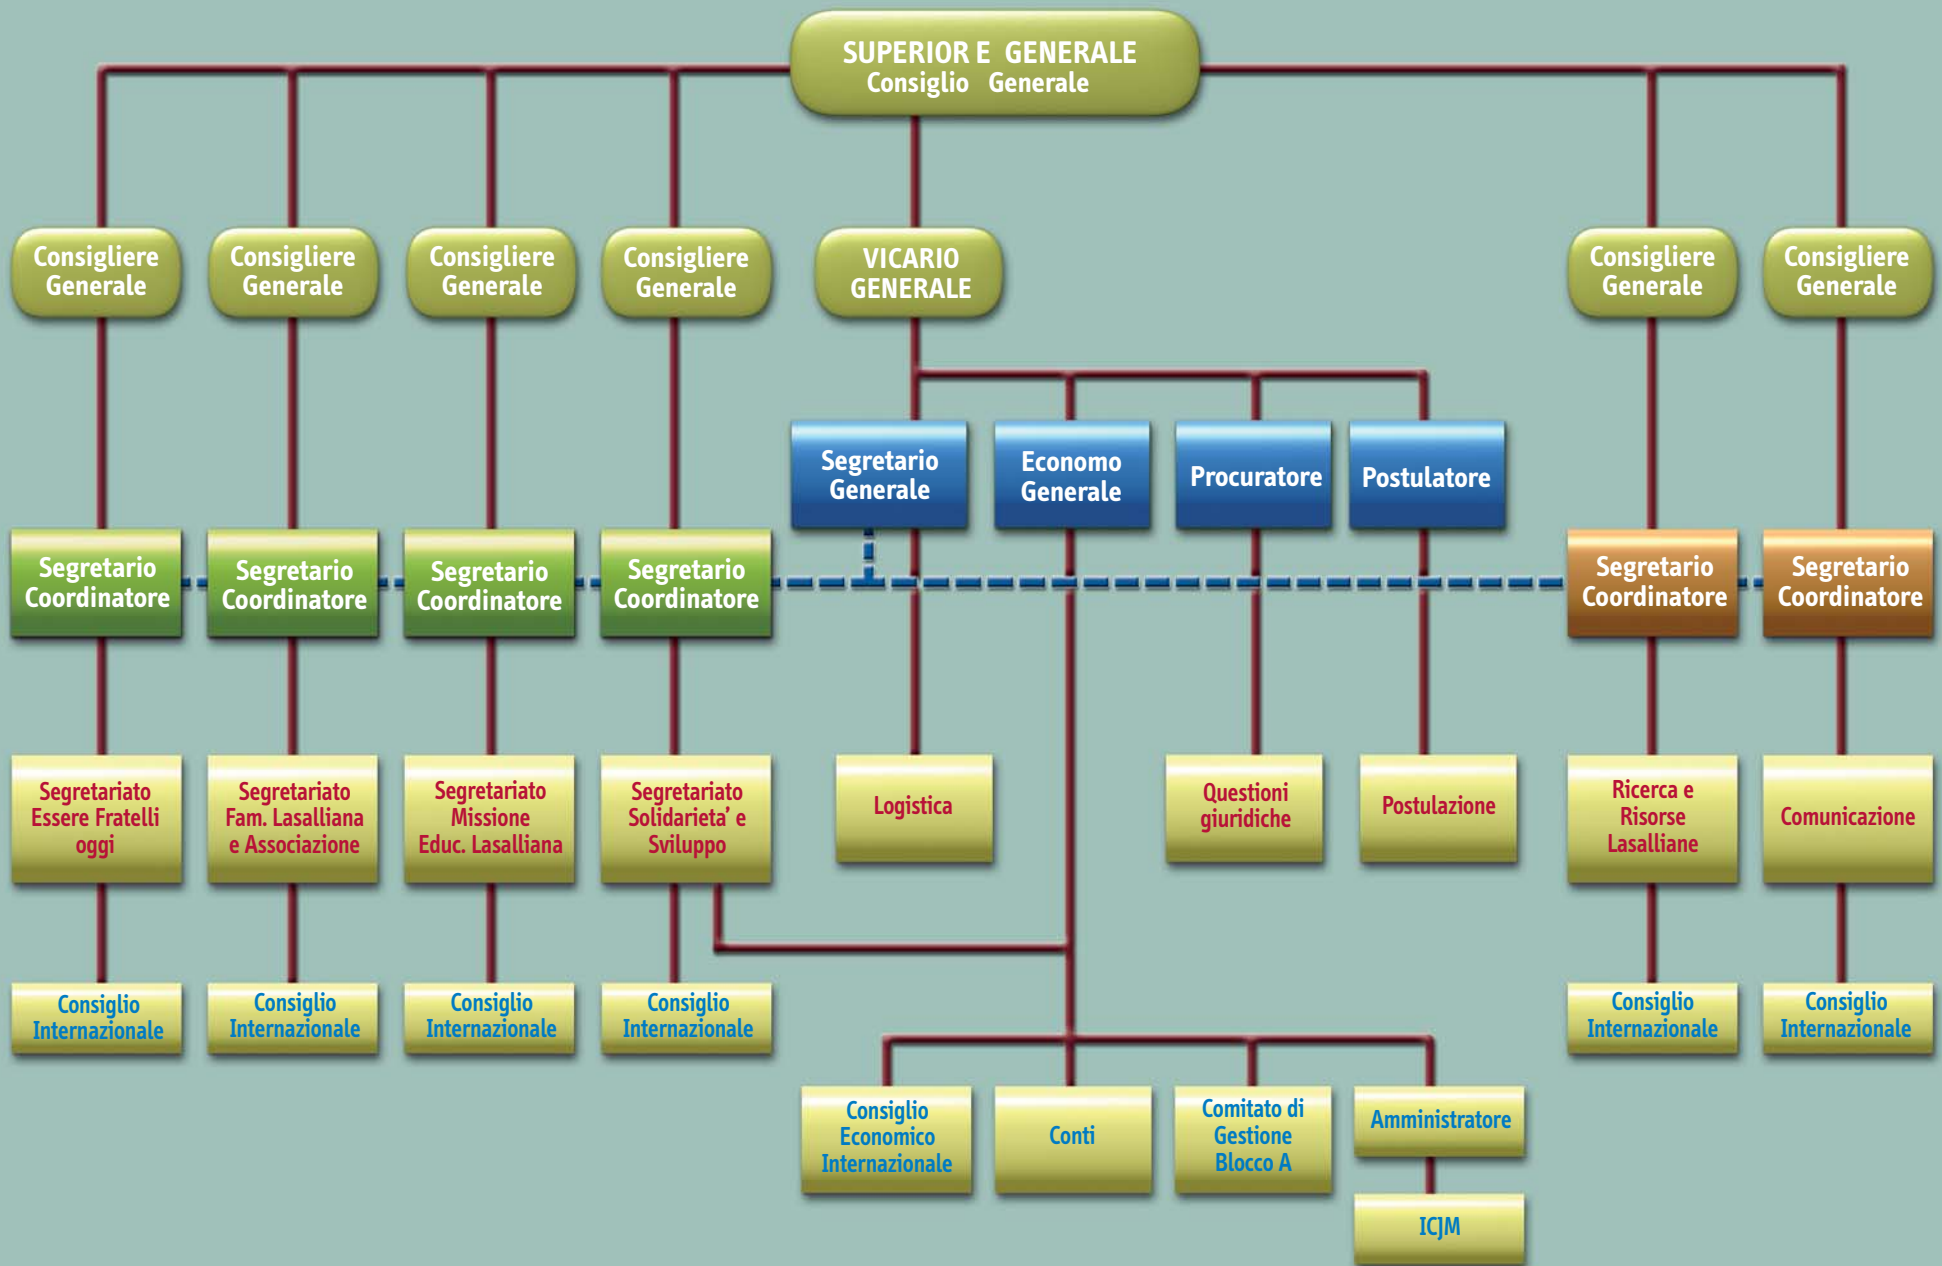 SUPERIOR E GENERALE
Consiglio Generale
Consigliere
Generale
Consigliere
Generale
Consigliere
Generale
Consigliere
Generale
VICARIO
GENERALE
Consigliere
Generale
Consigliere
Generale
Segretario
Generale
Economo
Generale
Procuratore
Postulatore
Segretario
Coordinatore
Segretario
Coordinatore
Segretario
Coordinatore
Segretario
Coordinatore
Segretario
Coordinatore
Segretario
Coordinatore
Segretariato
Essere Fratelli
oggi
Segretariato
Fam. Lasalliana
e Associazione
Segretariato
Missione
Educ. Lasalliana
Segretariato
Solidarieta' e
Sviluppo
Logistica
Questioni
giuridiche
Postulazione
Ricerca e
Risorse
Lasalliane
Comunicazione
Consiglio
Internazionale
Consiglio
Internazionale
Consiglio
Internazionale
Consiglio
Internazionale
Consiglio
Internazionale
Consiglio
Internazionale
Consiglio
Economico
Internazionale
Conti
Comitato di
Gestione
Blocco A
Amministratore
ICJM